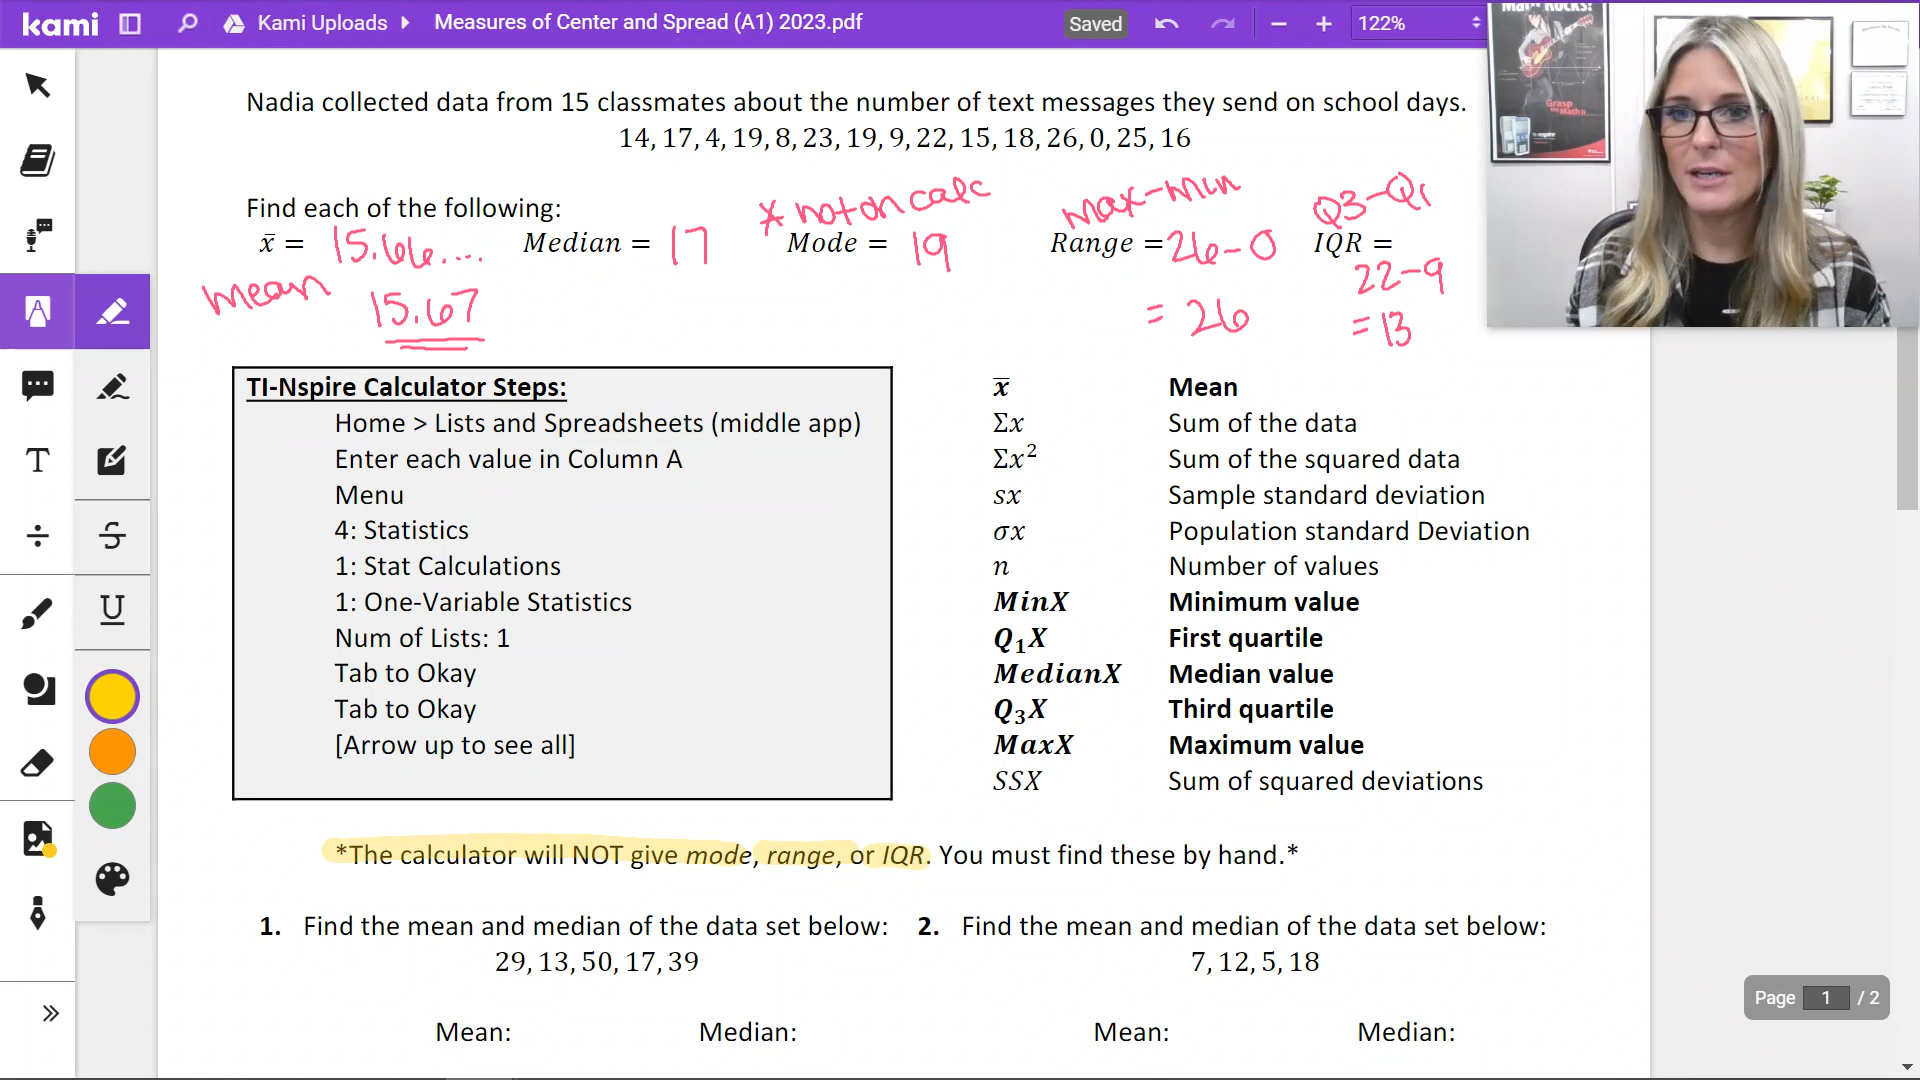 kami Kami Uploads Measures of Center and Spread (A1) 2023.pdf Saved 122%
Nadia collected data from 15 classmates about the number of text messages they send on school days.
14, 17, 4, 19, 8, 23, 19, 9, 22, 15, 18, 26, 0, 25, 16
* not on calc Max-Min Q3-Q1
Find each of the following:
x̄ = 15.66... Median = 17 Mode = 19 Range = 26-0 IQR =
mean 15.67 = 26 22-9
= 13
TI-Nspire Calculator Steps:
Home > Lists and Spreadsheets (middle app)
Enter each value in Column A
Menu
4: Statistics
1: Stat Calculations
1: One-Variable Statistics
Num of Lists: 1
Tab to Okay
Tab to Okay
[Arrow up to see all]
x̄ Mean
Σx Sum of the data
Σx² Sum of the squared data
sx Sample standard deviation
σx Population standard Deviation
n Number of values
MinX Minimum value
Q₁X First quartile
MedianX Median value
Q₃X Third quartile
MaxX Maximum value
SSX Sum of squared deviations
*The calculator will NOT give mode, range, or IQR. You must find these by hand.*
1. Find the mean and median of the data set below:
29, 13, 50, 17, 39
Mean: Median:
2. Find the mean and median of the data set below:
7, 12, 5, 18
Mean: Median:
Page 1 / 2
Math Rocks!
Grasp
the Math n